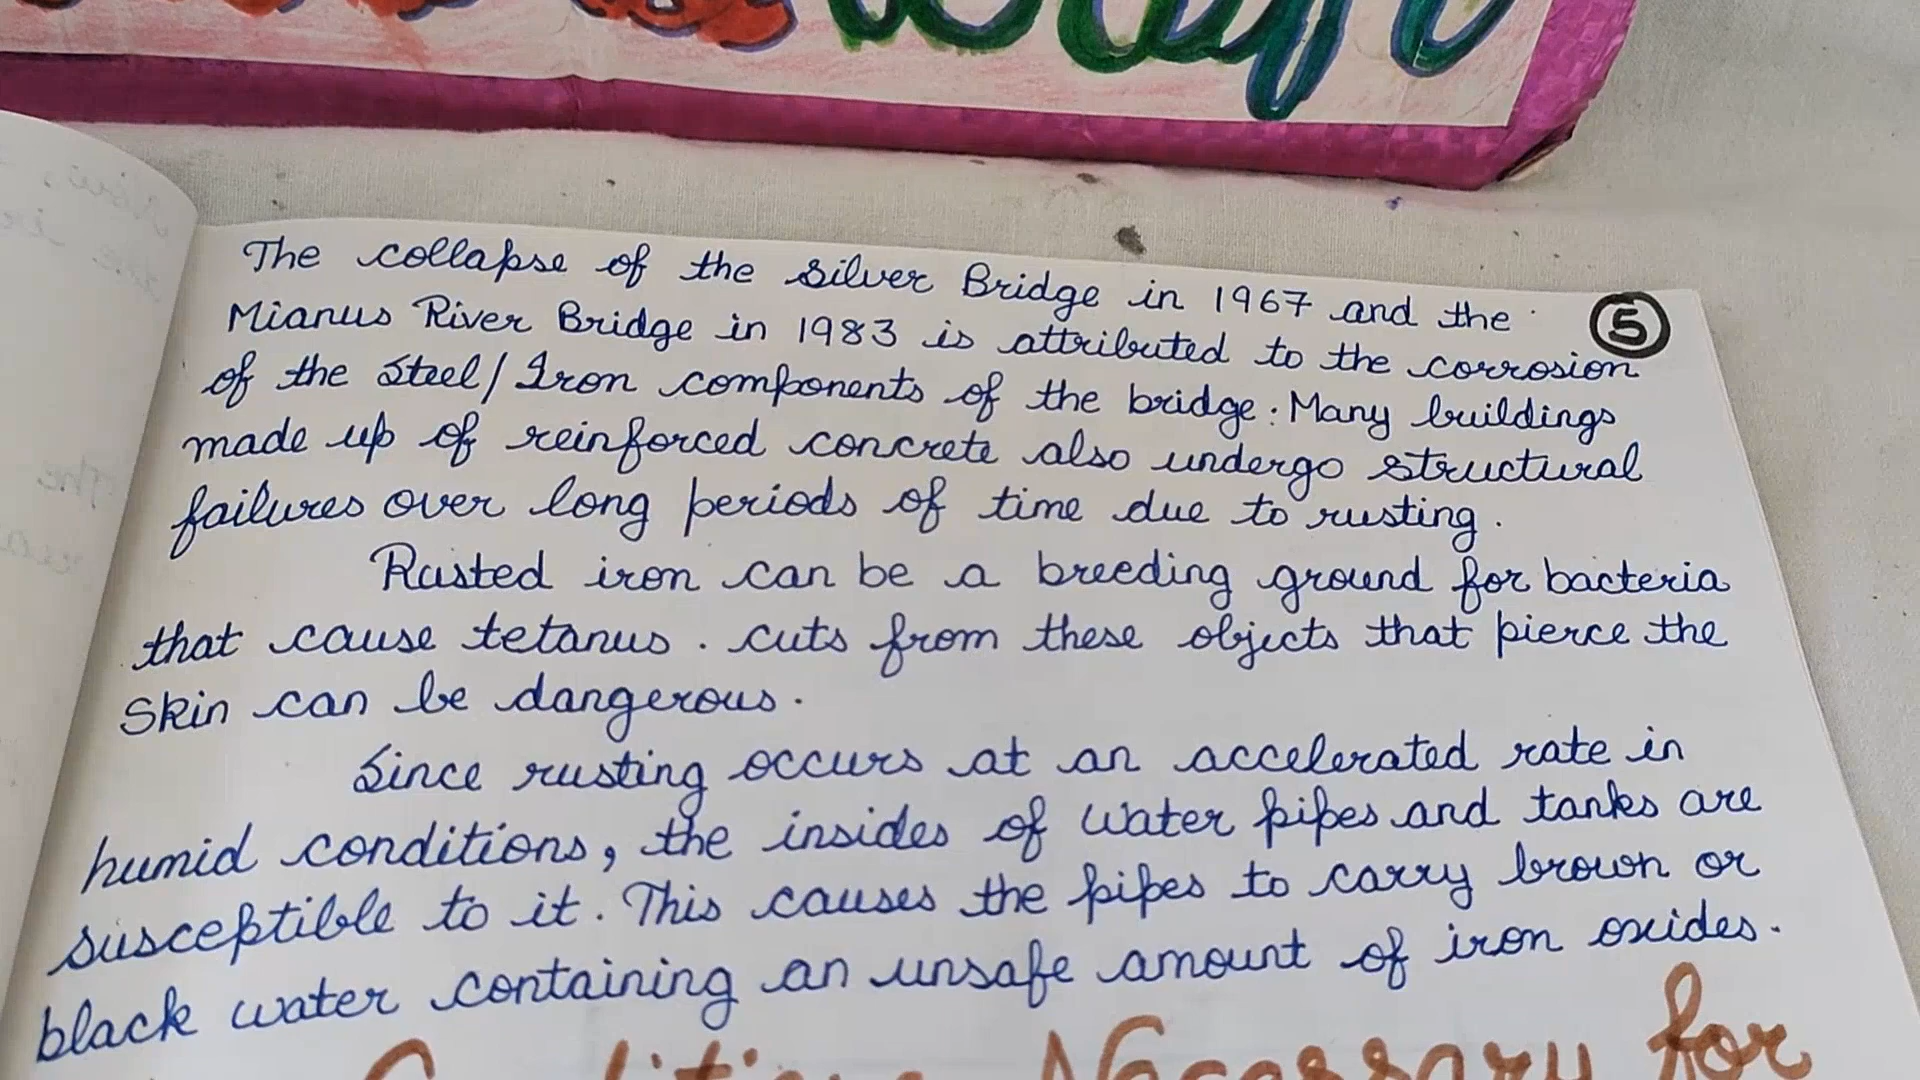 The collapse of the Silver Bridge in 1967 and the
5
Mianus River Bridge in 1983 is attributed to the corrosion
of the Steel/Iron components of the bridge. Many buildings
made up of reinforced concrete also undergo structural
failures over long periods of time due to rusting.
Rusted iron can be a breeding ground for bacteria
that cause tetanus. cuts from these objects that pierce the
Skin can be dangerous.
Since rusting occurs at an accelerated rate in
humid conditions, the insides of water pipes and tanks are
susceptible to it. This causes the pipes to carry brown or
black water containing an unsafe amount of iron oxides.
Necessary for